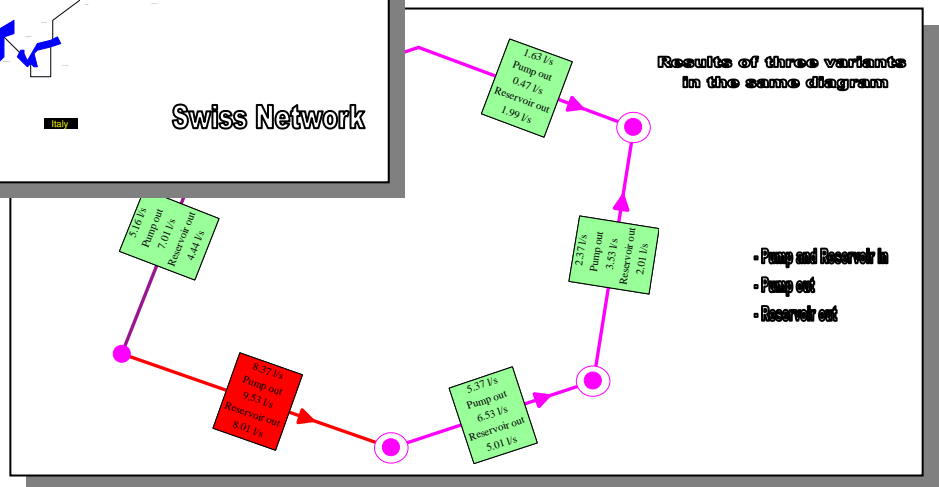 Italy
Swiss Network
Results of three variants
in the same diagram
1.63 l/s
Pump out
0.47 l/s
Reservoir out
1.99 l/s
5.16 l/s
Pump out
7.01 l/s
Reservoir out
4.44 l/s
2.37 l/s
Pump out
3.53 l/s
Reservoir out
2.01 l/s
- Pump and Reservoir in
- Pump out
- Reservoir out
8.37 l/s
Pump out
9.53 l/s
Reservoir out
8.01 l/s
5.37 l/s
Pump out
6.53 l/s
Reservoir out
5.01 l/s